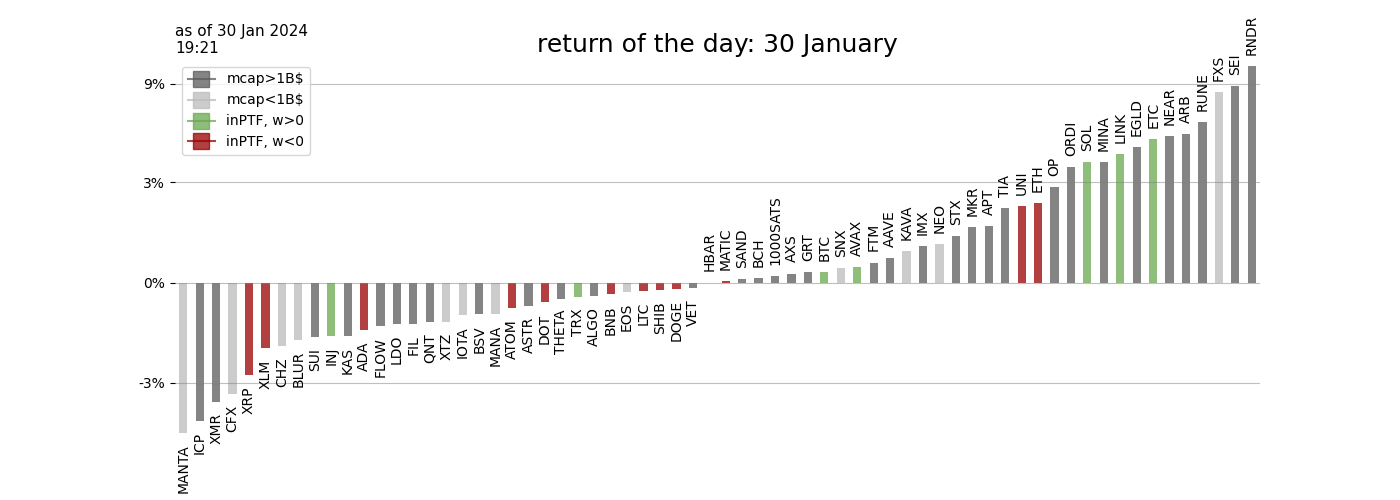 as of 30 Jan 2024
19:21
return of the day: 30 January
mcap>1B$
mcap<1B$
inPTF, w>0
inPTF, w<0
9%
3%
0%
-3%
MANTA
ICP
XMR
CFX
XRP
XLM
CHZ
BLUR
SUI
INJ
KAS
ADA
FLOW
LDO
FIL
QNT
XTZ
IOTA
BSV
MANA
ATOM
ASTR
DOT
THETA
TRX
ALGO
BNB
EOS
LTC
SHIB
DOGE
VET
HBAR
MATIC
SAND
BCH
1000SATS
AXS
GRT
BTC
SNX
AVAX
FTM
AAVE
KAVA
IMX
NEO
STX
MKR
APT
TIA
UNI
ETH
OP
ORDI
SOL
MINA
LINK
EGLD
ETC
NEAR
ARB
RUNE
FXS
SEI
RNDR